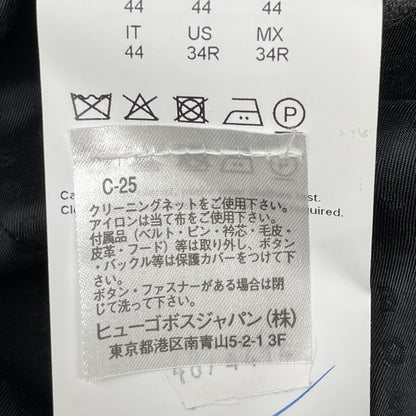 44 44 44
IT US MX
44 34R 34R
P
C-25
クリーニングネットをご使用下さい。
アイロンは当て布をご使用下さい。
付属品（ベルト・ピン・衿芯・毛皮・
皮革・フード）等は取り外し、ボタン
・バックル等は保護カバーをつけて下
さい。
ボタン・ファスナーがある場合は閉
じて洗って下さい。
ヒューゴボスジャパン（株）
東京都港区南青山5-2-1 3F